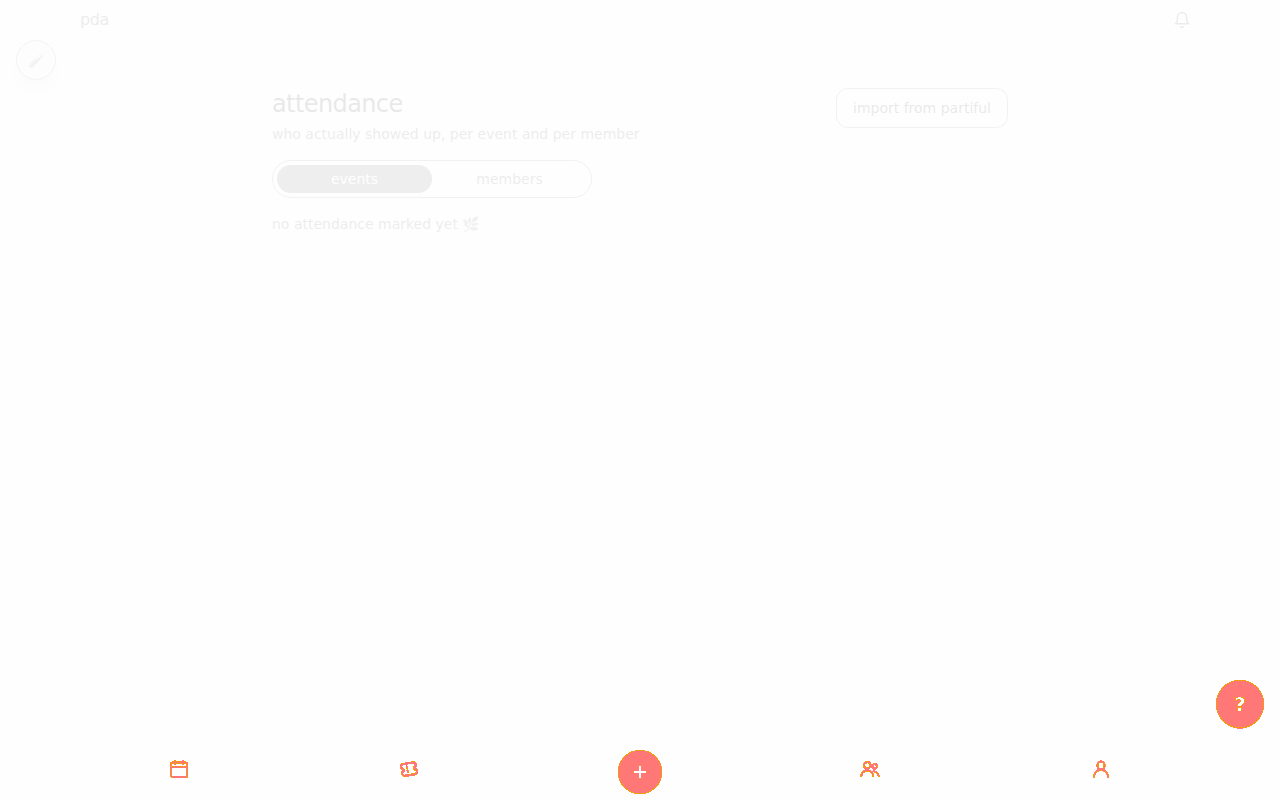 pda
attendance
import from partiful
who actually showed up, per event and per member
events
members
no attendance marked yet 🌿
?
+